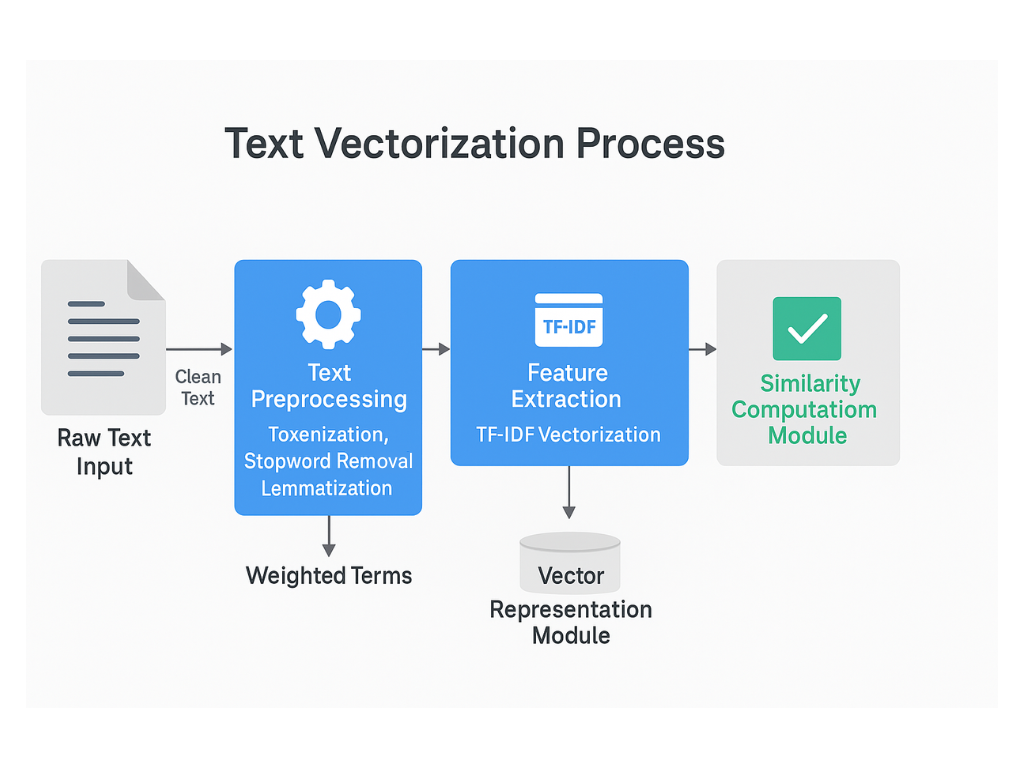 Text Vectorization Process
Clean
Text
Raw Text
Input
Text
Preprocessing
Toxenization,
Stopword Removal
Lemmatization
Weighted Terms
TF-IDF
Feature
Extraction
TF-IDF Vectorization
Vector
Representation
Module
Similarity
Computatiom
Module